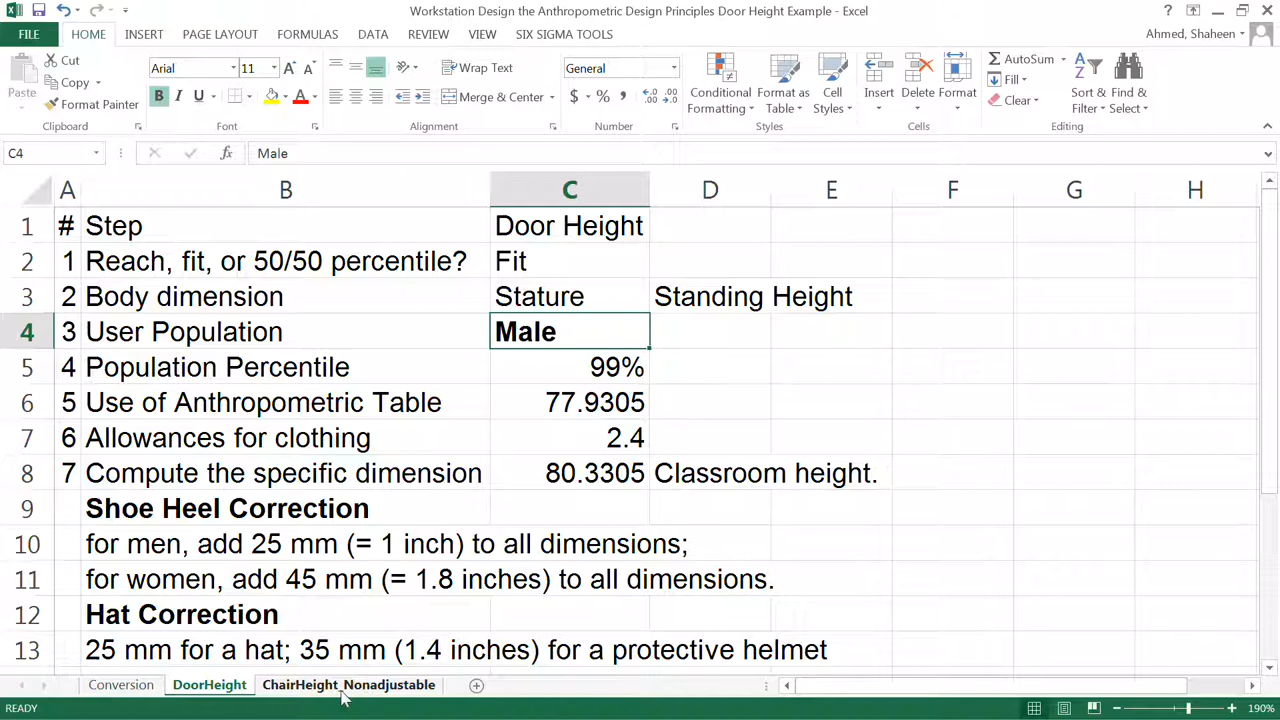 Workstation Design the Anthropometric Design Principles Door Height Example - Excel
FILE HOME INSERT PAGE LAYOUT FORMULAS DATA REVIEW VIEW SIX SIGMA TOOLS Ahmed, Shaheen
Paste Cut Copy Format Painter Clipboard
Arial 11 B I U A Font
Wrap Text Merge & Center Alignment
General $ % , Number
Conditional Formatting Format as Table Cell Styles Styles
Insert Delete Format Cells
AutoSum Fill Clear Sort & Filter Find & Select Editing
C4 fx Male
A B C D E F G H
1 # Step Door Height
2 1 Reach, fit, or 50/50 percentile? Fit
3 2 Body dimension Stature Standing Height
4 3 User Population Male
5 4 Population Percentile 99%
6 5 Use of Anthropometric Table 77.9305
7 6 Allowances for clothing 2.4
8 7 Compute the specific dimension 80.3305 Classroom height.
9 Shoe Heel Correction
10 for men, add 25 mm (= 1 inch) to all dimensions;
11 for women, add 45 mm (= 1.8 inches) to all dimensions.
12 Hat Correction
13 25 mm for a hat; 35 mm (1.4 inches) for a protective helmet
Conversion DoorHeight ChairHeight_Nonadjustable
READY 190%